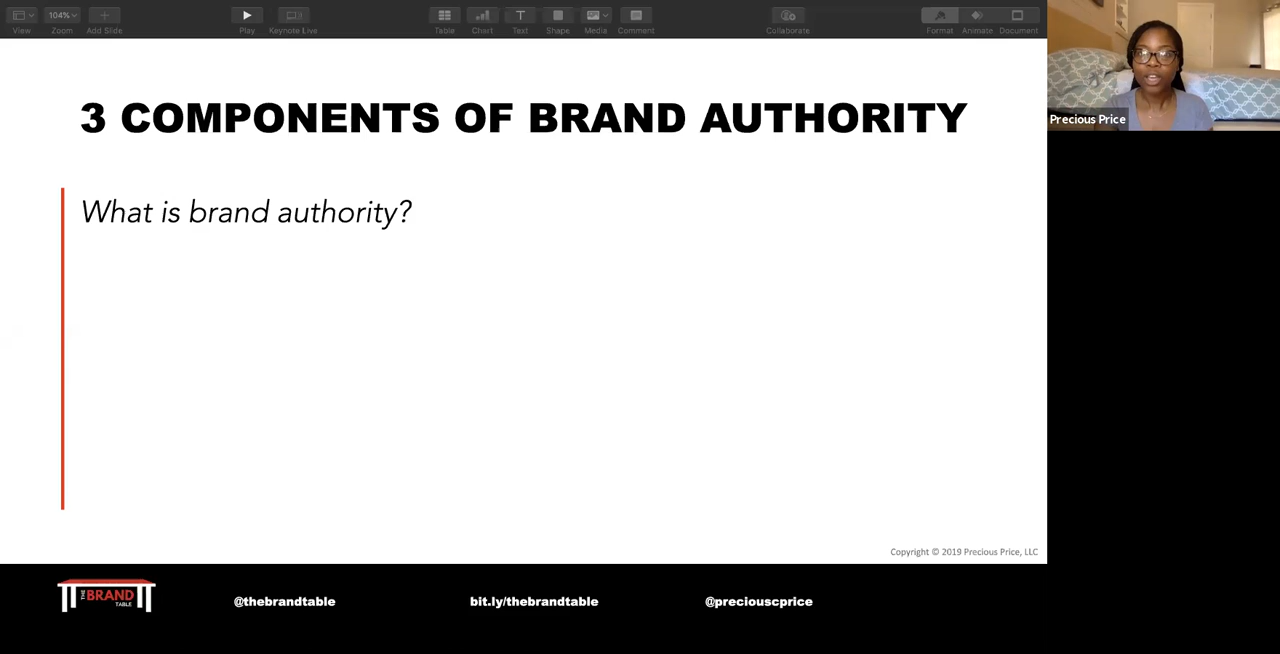 104%
View
Zoom
Add Slide
Play
Keynote Live
Table
Chart
Text
Shape
Media
Comment
Collaborate
Format
Animate
Document
Precious Price
3 COMPONENTS OF BRAND AUTHORITY
What is brand authority?
Copyright © 2019 Precious Price, LLC
THE BRAND TABLE
@thebrandtable
bit.ly/thebrandtable
@preciouscprice